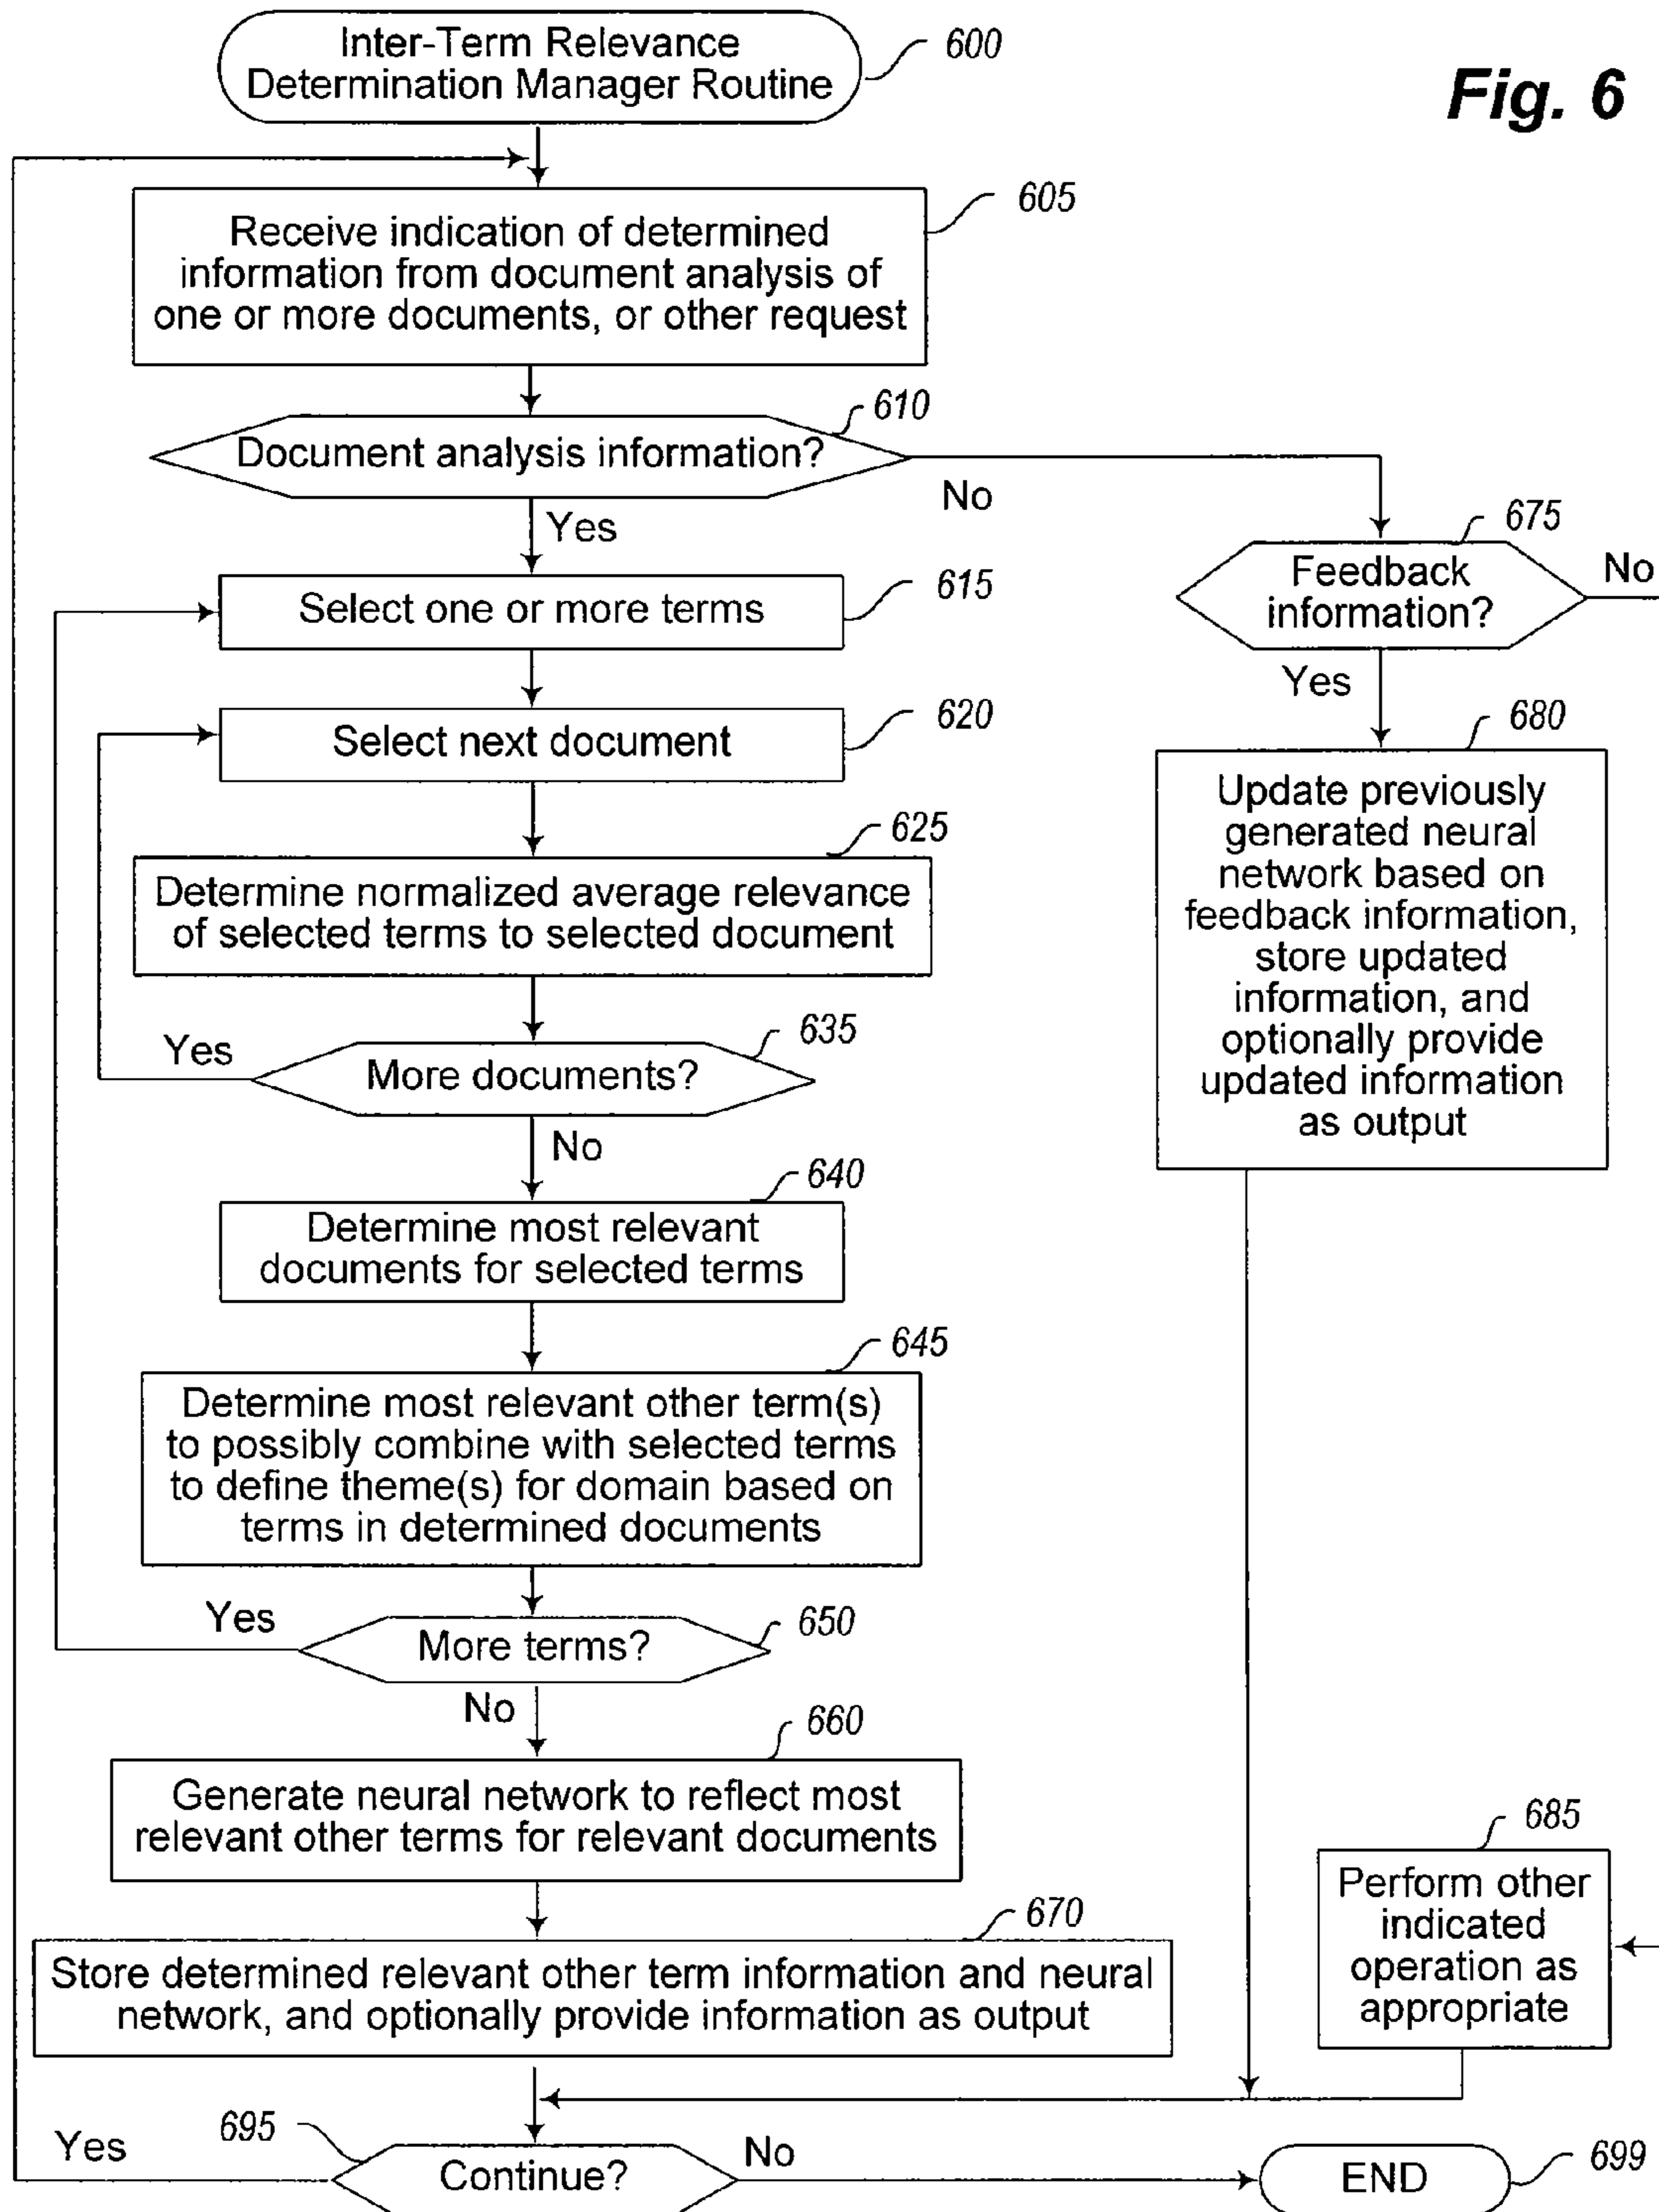 Inter-Term Relevance
Determination Manager Routine
600
Fig. 6
605
Receive indication of determined
information from document analysis of
one or more documents, or other request
610
Document analysis information?
No
Yes
675
Feedback
information?
No
Yes
615
Select one or more terms
620
Select next document
680
Update previously
generated neural
network based on
feedback information,
store updated
information, and
optionally provide
updated information
as output
625
Determine normalized average relevance
of selected terms to selected document
635
Yes
More documents?
No
640
Determine most relevant
documents for selected terms
645
Determine most relevant other term(s)
to possibly combine with selected terms
to define theme(s) for domain based on
terms in determined documents
Yes
650
More terms?
No
660
Generate neural network to reflect most
relevant other terms for relevant documents
685
Perform other
indicated
operation as
appropriate
670
Store determined relevant other term information and neural
network, and optionally provide information as output
695
Yes
Continue?
No
END
699